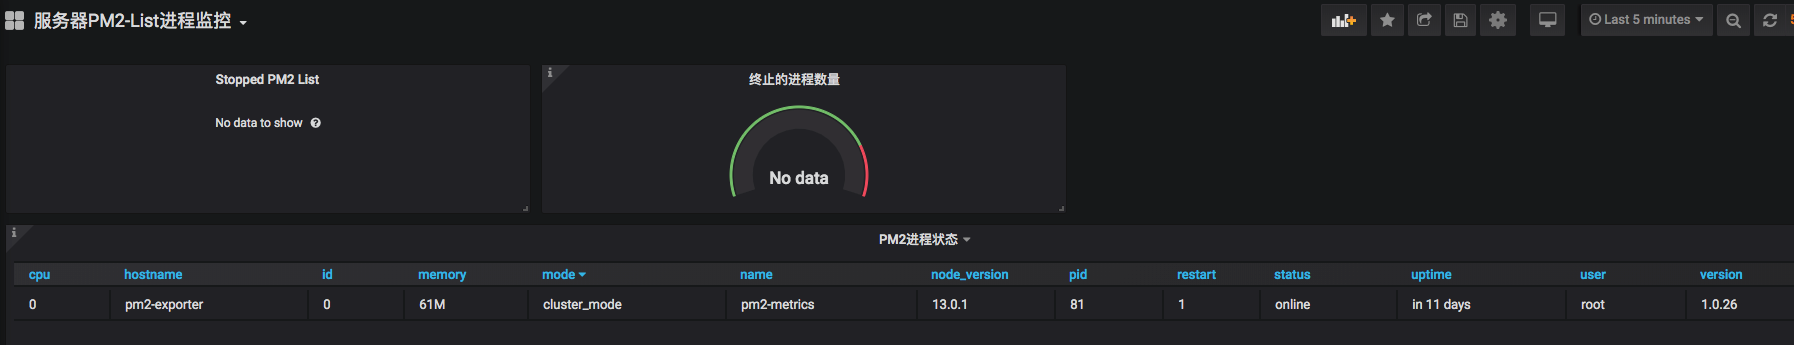 服务器PM2-List进程监控
Last 5 minutes
Stopped PM2 List
No data to show
i
终止的进程数量
No data
i
PM2进程状态
cpu hostname id memory mode name node_version pid restart status uptime user version
0 pm2-exporter 0 61M cluster_mode pm2-metrics 13.0.1 81 1 online in 11 days root 1.0.26